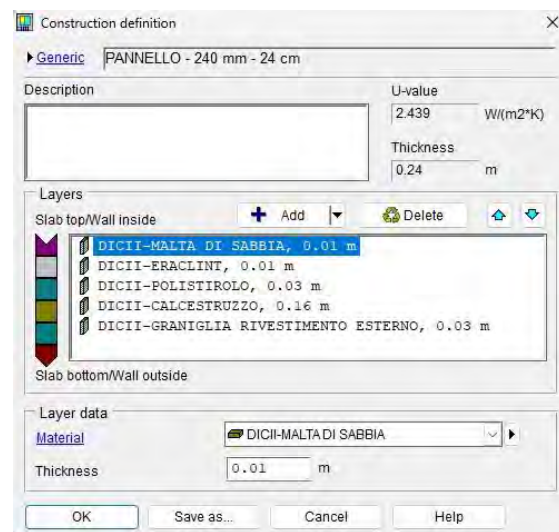 Construction definition
Generic PANNELLO - 240 mm - 24 cm
Description
U-value
2.439 W/(m2*K)
Thickness
0.24 m
Layers
Slab top/Wall inside
Add
Delete
DICII-MALTA DI SABBIA, 0.01 m
DICII-ERACLINT, 0.01 m
DICII-POLISTIROLO, 0.03 m
DICII-CALCESTRUZZO, 0.16 m
DICII-GRANIGLIA RIVESTIMENTO ESTERNO, 0.03 m
Slab bottom/Wall outside
Layer data
Material DICII-MALTA DI SABBIA
Thickness 0.01 m
OK Save as... Cancel Help